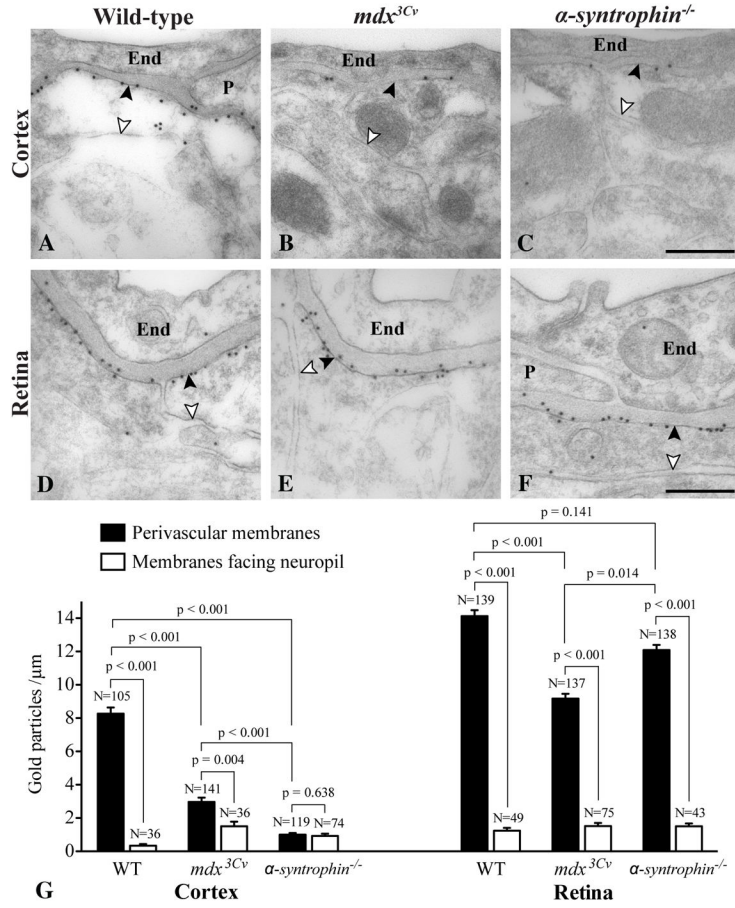 Wild-type
mdx3Cv
α-syntrophin-/-
Cortex
End
P
A
End
B
End
C
Retina
End
D
End
E
End
P
F
Perivascular membranes
Membranes facing neuropil
Gold particles /µm
14
12
10
8
6
4
2
0
p < 0.001
p < 0.001
p < 0.001
N=105
N=36
p < 0.001
p = 0.004
N=141
N=36
p = 0.638
N=119
N=74
p = 0.141
p < 0.001
p < 0.001
p = 0.014
N=139
N=49
p < 0.001
N=137
N=75
p < 0.001
N=138
N=43
WT
mdx3Cv
α-syntrophin-/-
WT
mdx3Cv
α-syntrophin-/-
G
Cortex
Retina